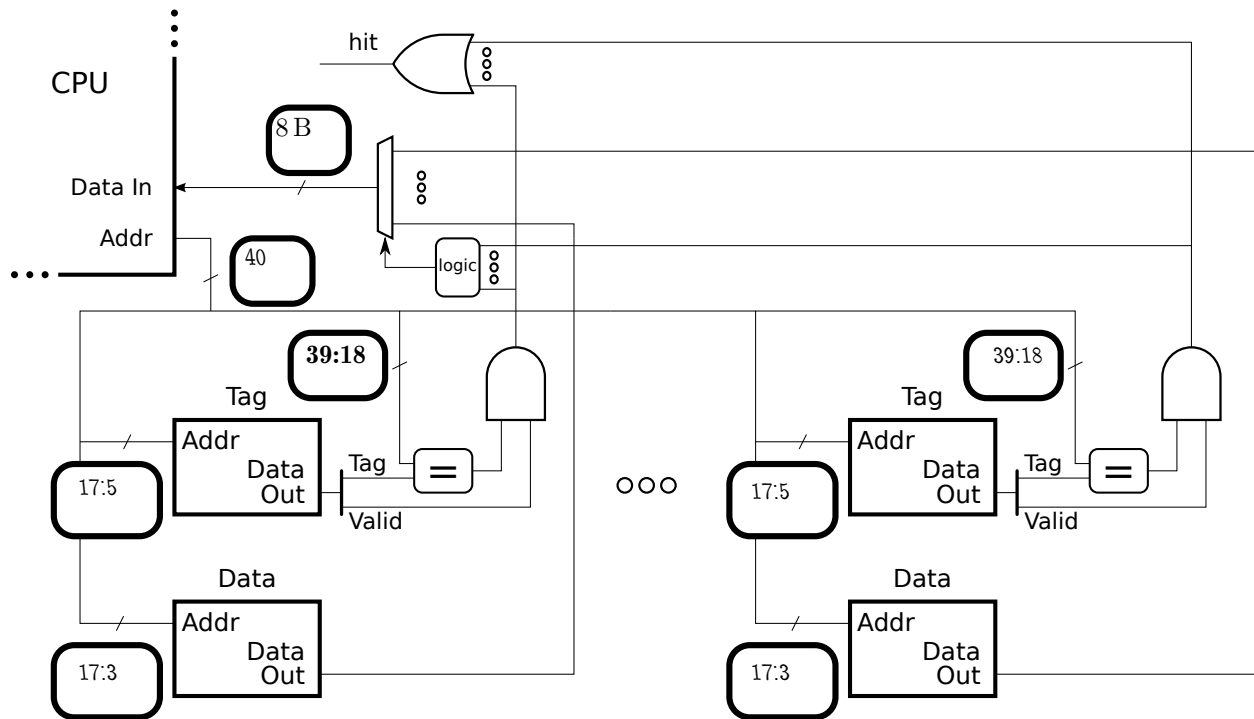 hit
CPU
8 B
Data In
Addr
40
logic
39:18
39:18
Tag
Tag
Addr
Data
Out
Tag
Valid
17:5
Addr
Data
Out
Tag
Valid
17:5
Data
Data
Addr
Data
Out
17:3
Addr
Data
Out
17:3